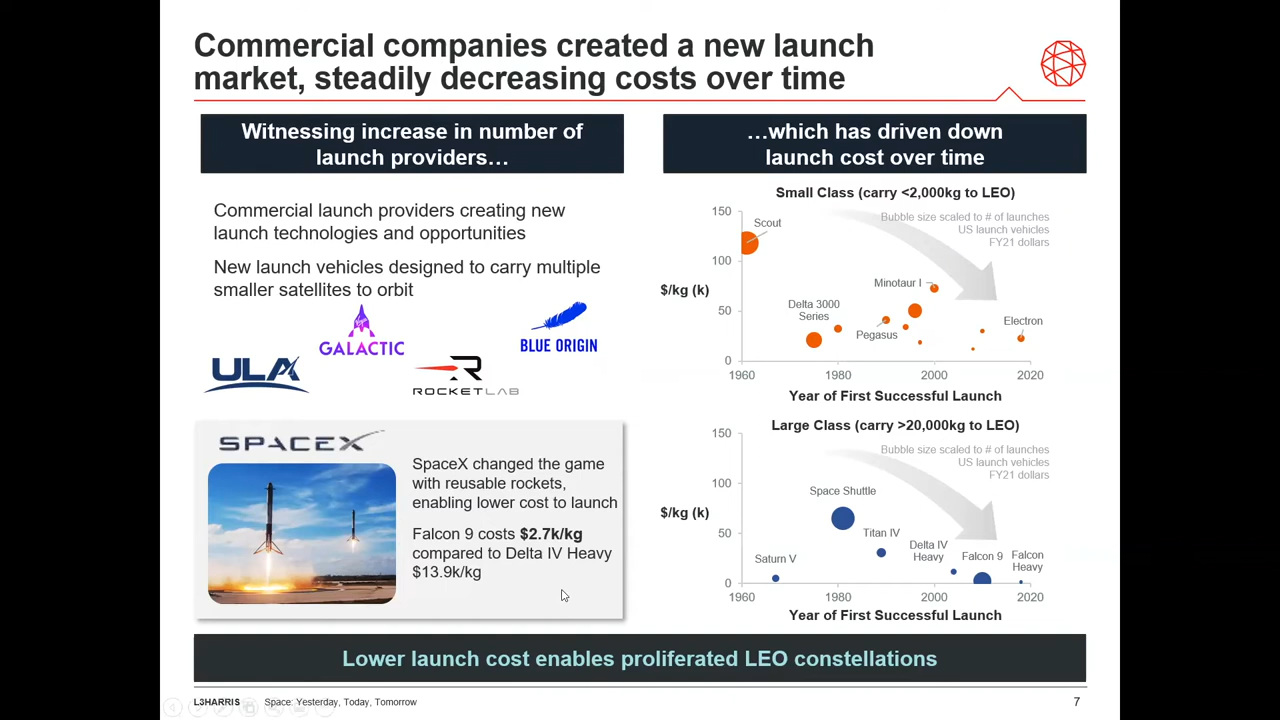 Commercial companies created a new launch
market, steadily decreasing costs over time
Witnessing increase in number of
launch providers…
Commercial launch providers creating new
launch technologies and opportunities
New launch vehicles designed to carry multiple
smaller satellites to orbit
GALACTIC
BLUE ORIGIN
ULA
R
ROCKETLAB
SPACEX
SpaceX changed the game
with reusable rockets,
enabling lower cost to launch
Falcon 9 costs $2.7k/kg
compared to Delta IV Heavy
$13.9k/kg
…which has driven down
launch cost over time
Small Class (carry <2,000kg to LEO)
Bubble size scaled to # of launches
US launch vehicles
FY21 dollars
150
100
50
0
$/kg (k)
Scout
Delta 3000
Series
Pegasus
Minotaur I
Electron
1960 1980 2000 2020
Year of First Successful Launch
Large Class (carry >20,000kg to LEO)
Bubble size scaled to # of launches
US launch vehicles
FY21 dollars
150
100
50
0
$/kg (k)
Saturn V
Space Shuttle
Titan IV
Delta IV
Heavy
Falcon 9
Falcon
Heavy
1960 1980 2000 2020
Year of First Successful Launch
Lower launch cost enables proliferated LEO constellations
L3HARRIS Space: Yesterday, Today, Tomorrow 7